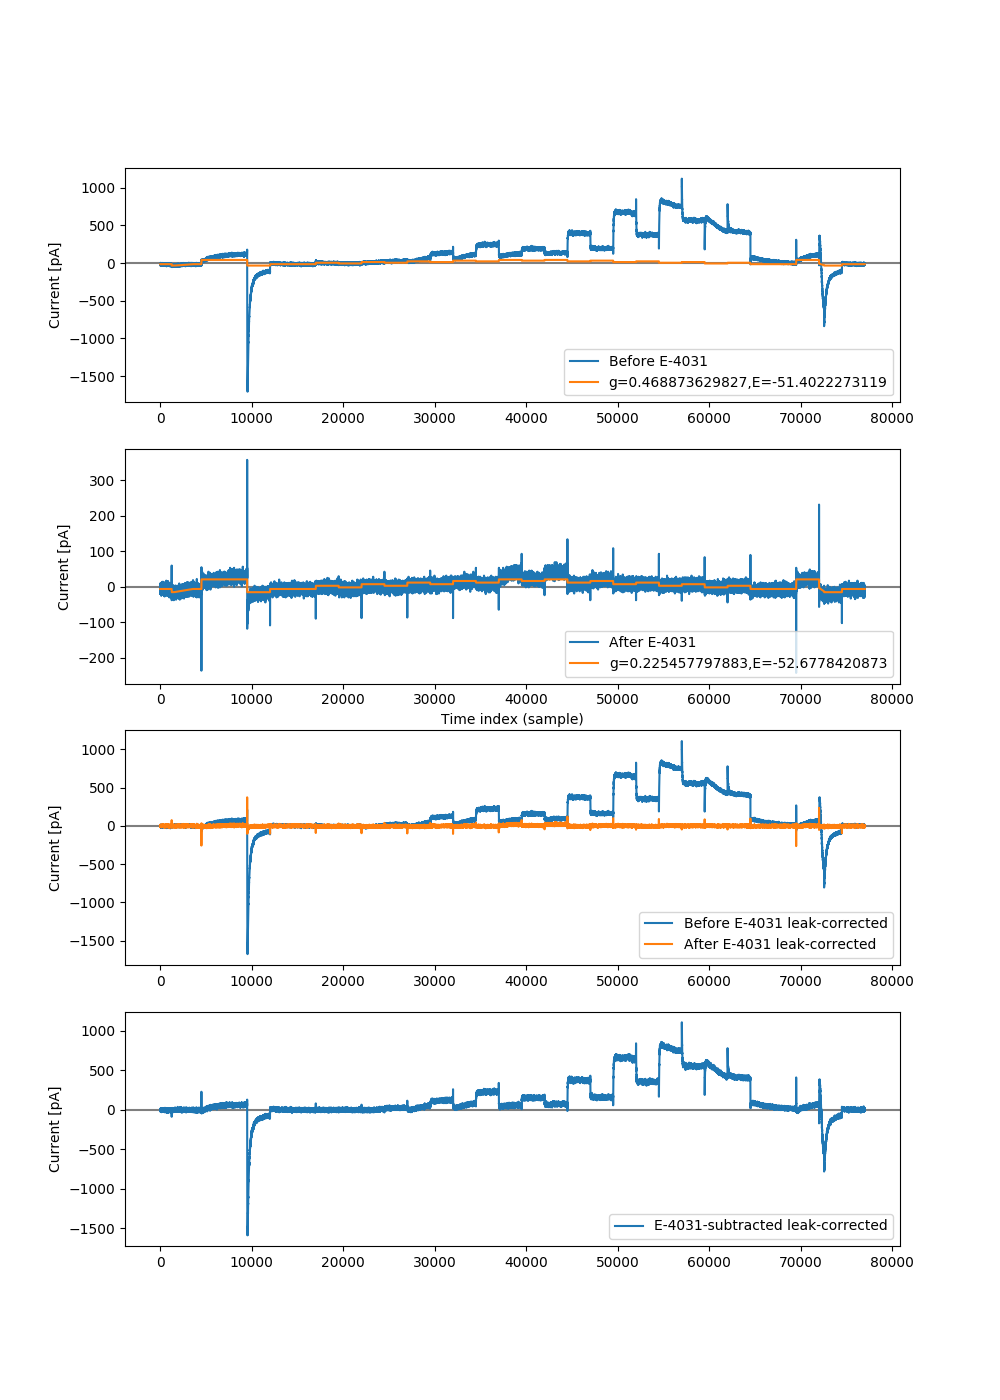 1000
500
0
−500
−1000
−1500
Current [pA]
Before E-4031
g=0.468873629827,E=-51.4022273119
0 10000 20000 30000 40000 50000 60000 70000 80000
300
200
100
0
−100
−200
Current [pA]
After E-4031
g=0.225457797883,E=-52.6778420873
0 10000 20000 30000 40000 50000 60000 70000 80000
Time index (sample)
1000
500
0
−500
−1000
−1500
Current [pA]
Before E-4031 leak-corrected
After E-4031 leak-corrected
0 10000 20000 30000 40000 50000 60000 70000 80000
1000
500
0
−500
−1000
−1500
Current [pA]
E-4031-subtracted leak-corrected
0 10000 20000 30000 40000 50000 60000 70000 80000